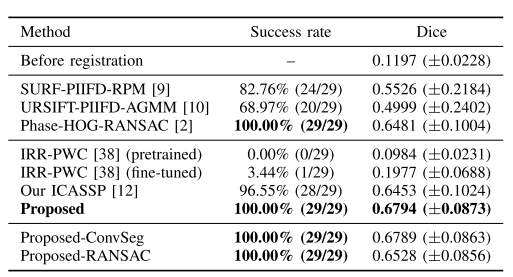 Method Success rate Dice
Before registration – 0.1197 (±0.0228)
SURF-PIIFD-RPM [9] 82.76% (24/29) 0.5526 (±0.2184)
URSIFT-PIIFD-AGMM [10] 68.97% (20/29) 0.4999 (±0.2402)
Phase-HOG-RANSAC [2] 100.00% (29/29) 0.6481 (±0.1004)
IRR-PWC [38] (pretrained) 0.00% (0/29) 0.0984 (±0.0231)
IRR-PWC [38] (fine-tuned) 3.44% (1/29) 0.1977 (±0.0688)
Our ICASSP [12] 96.55% (28/29) 0.6453 (±0.1024)
Proposed 100.00% (29/29) 0.6794 (±0.0873)
Proposed-ConvSeg 100.00% (29/29) 0.6789 (±0.0863)
Proposed-RANSAC 100.00% (29/29) 0.6528 (±0.0856)